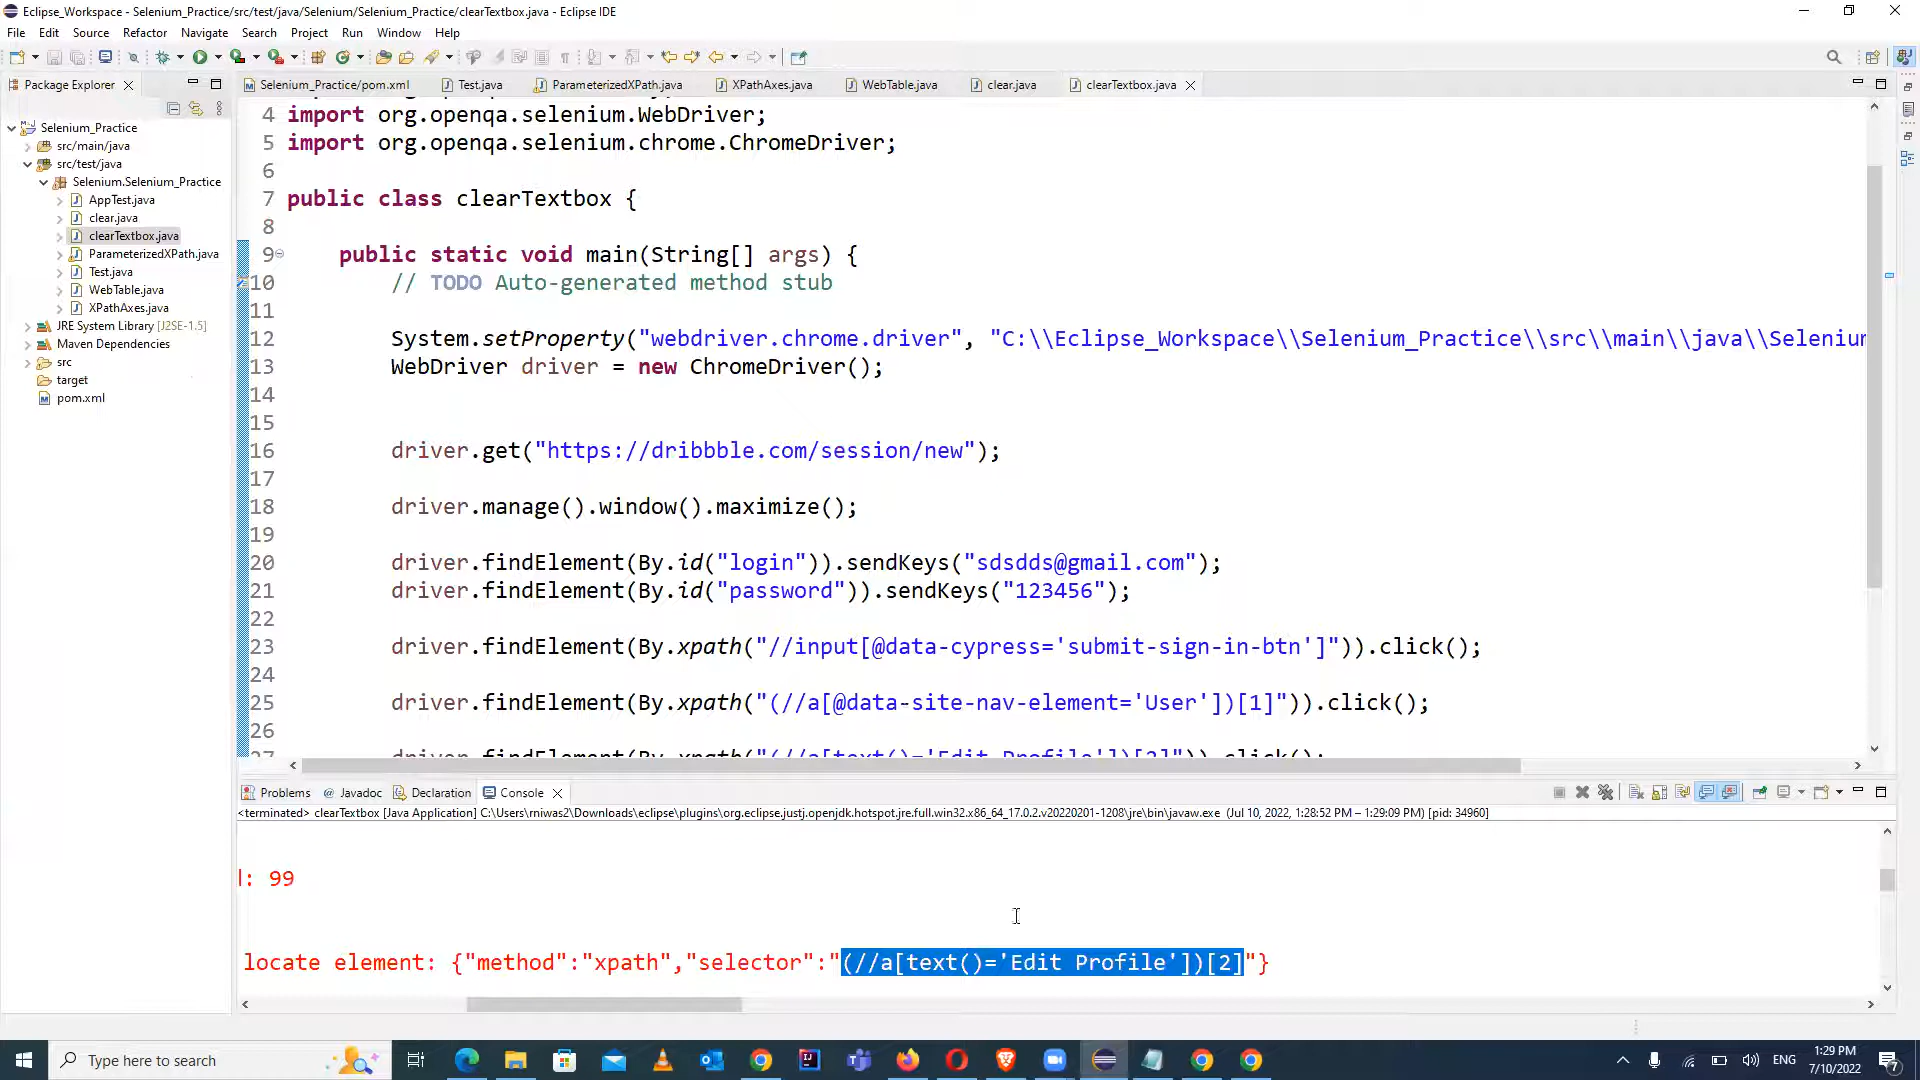 Eclipse_Workspace - Selenium_Practice/src/test/java/Selenium/Selenium_Practice/clearTextbox.java - Eclipse IDE
File Edit Source Refactor Navigate Search Project Run Window Help
Package Explorer
Selenium_Practice/pom.xml Test.java ParameterizedXPath.java XPathAxes.java WebTable.java clear.java clearTextbox.java
Selenium_Practice
src/main/java
src/test/java
Selenium.Selenium_Practice
AppTest.java
clear.java
clearTextbox.java
ParameterizedXPath.java
Test.java
WebTable.java
XPathAxes.java
JRE System Library [J2SE-1.5]
Maven Dependencies
src
target
pom.xml
4 import org.openqa.selenium.WebDriver;
5 import org.openqa.selenium.chrome.ChromeDriver;
6
7 public class clearTextbox {
8
9 public static void main(String[] args) {
10 // TODO Auto-generated method stub
11
12 System.setProperty("webdriver.chrome.driver", "C:\\Eclipse_Workspace\\Selenium_Practice\\src\\main\\java\\Selenium
13 WebDriver driver = new ChromeDriver();
14
15
16 driver.get("https://dribbble.com/session/new");
17
18 driver.manage().window().maximize();
19
20 driver.findElement(By.id("login")).sendKeys("sdsdds@gmail.com");
21 driver.findElement(By.id("password")).sendKeys("123456");
22
23 driver.findElement(By.xpath("//input[@data-cypress='submit-sign-in-btn']")).click();
24
25 driver.findElement(By.xpath("(//a[@data-site-nav-element='User'])[1]")).click();
26
27 driver.findElement(By.xpath("(//a[text()='Edit Profile'])[2]")).click();
Problems Javadoc Declaration Console
<terminated> clearTextbox [Java Application] C:\Users\miwas2\Downloads\eclipse\plugins\org.eclipse.justj.openjdk.hotspot.jre.full.win32.x86_64_17.0.2.v20220201-1208\jre\bin\javaw.exe (Jul 10, 2022, 1:28:52 PM – 1:29:09 PM) [pid: 34960]
: 99
locate element: {"method":"xpath","selector":"(//a[text()='Edit Profile'])[2]"}
Type here to search
ENG
1:29 PM
7/10/2022
7